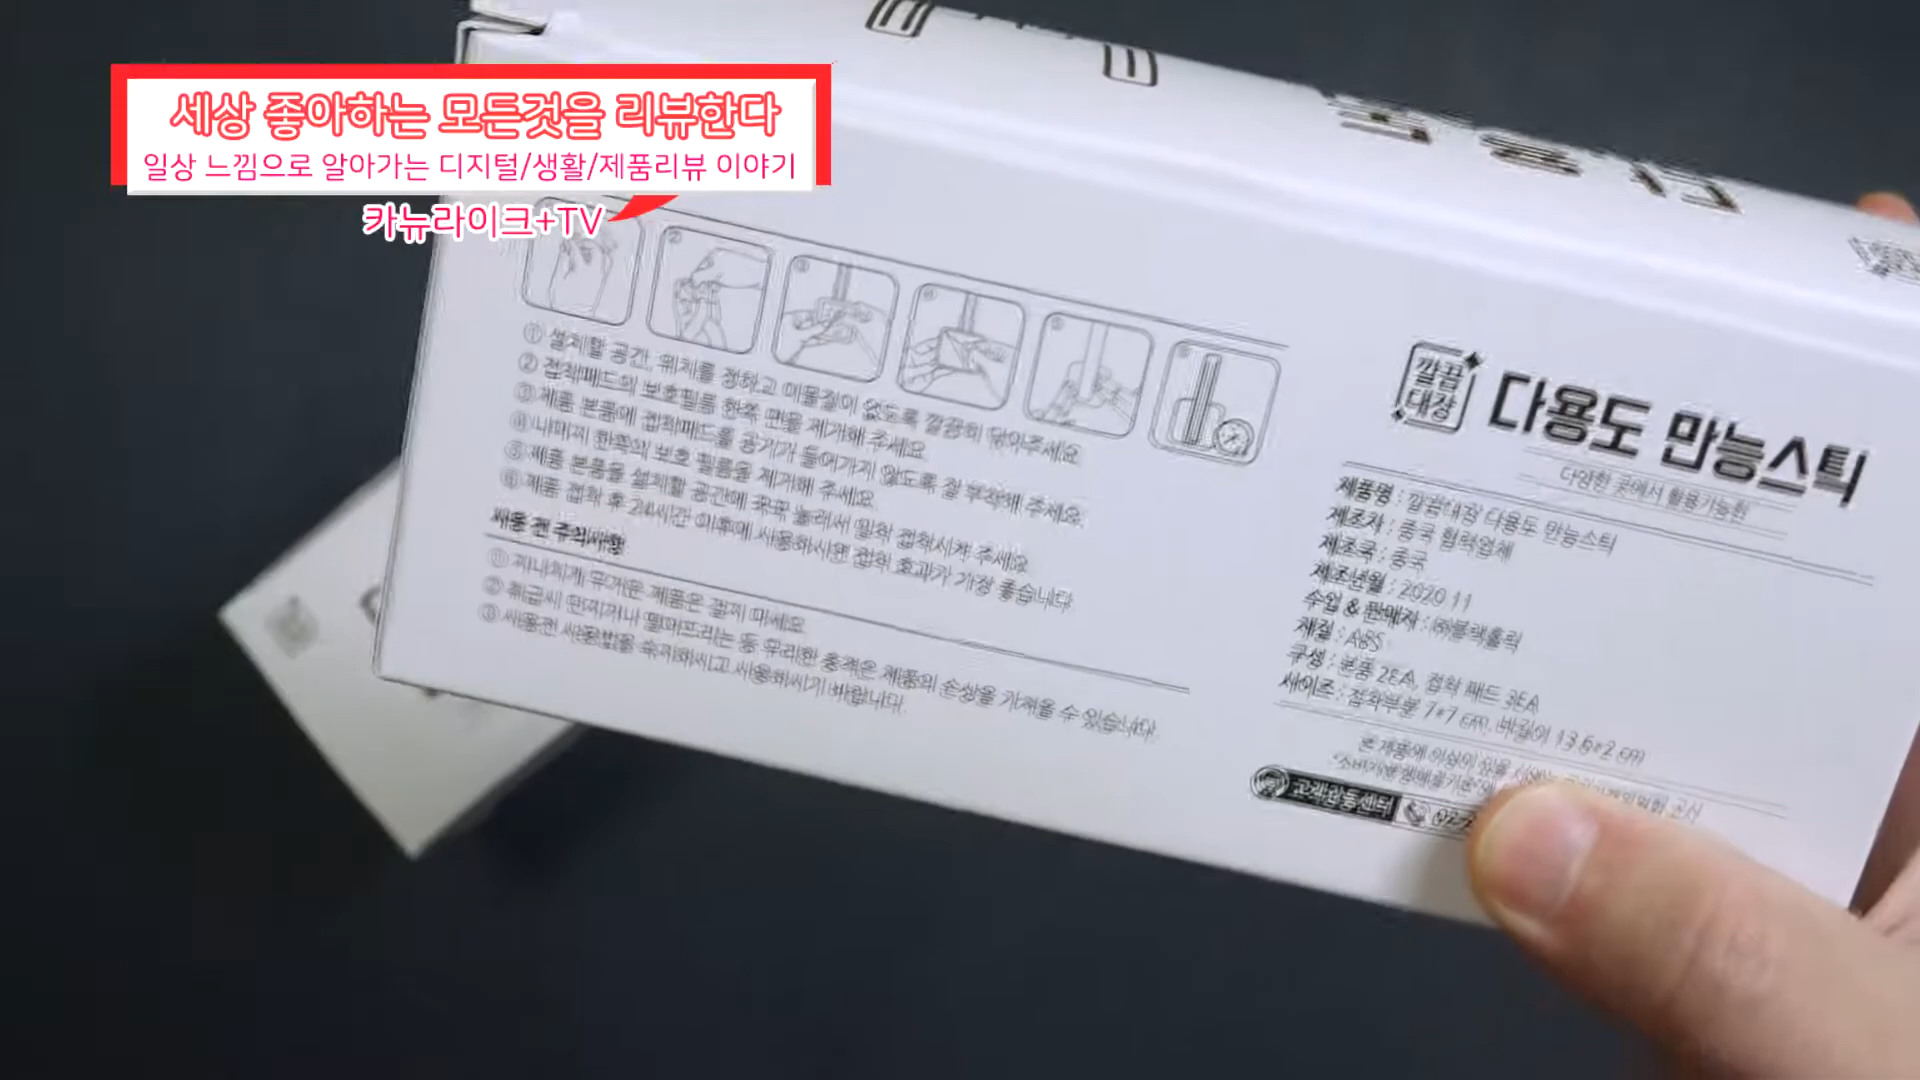 세상 좋아하는 모든것을 리뷰한다
일상 느낌으로 알아가는 디지털/생활/제품리뷰 이야기
카뉴라이크+TV
① 설치할 공간, 위치를 정하고 이물질이 없도록 깔끔히 닦아주세요
② 접착패드의 보호필름 한쪽 면을 제거해 주세요
③ 제품 본품에 접착패드를 공기가 들어가지 않도록 잘 부착해 주세요
④ 나머지 한쪽의 보호 필름을 제거해 주세요
⑤ 제품 본품을 설치할 공간에 꾹꾹 눌러서 밀착 접착시켜 주세요
⑥ 제품 접착 후 24시간 이후에 사용하시면 접착 효과가 가장 좋습니다
사용 전 주의사항
① 지나치게 무거운 제품은 걸지 마세요
② 취급시 던지거나 떨어뜨리는 등 무리한 충격은 제품의 손상을 가져올 수 있습니다
③ 사용전 사용법을 숙지하시고 사용하시기 바랍니다
깔끔
대장
다용도 만능스틱
다양한 곳에서 활용가능한
제품명 : 깔끔대장 다용도 만능스틱
제조자 : 중국 협력업체
제조국 : 중국
제조년월 : 2020 11
수입 & 판매자 : ㈜블랙홀릭
재질 : ABS
구성 : 본품 2EA, 접착 패드 3EA
사이즈 : 접착부분 7*7 cm, 바길이 13.6*2 cm
본 제품에 이상이 있을
고객감동센터 02-2